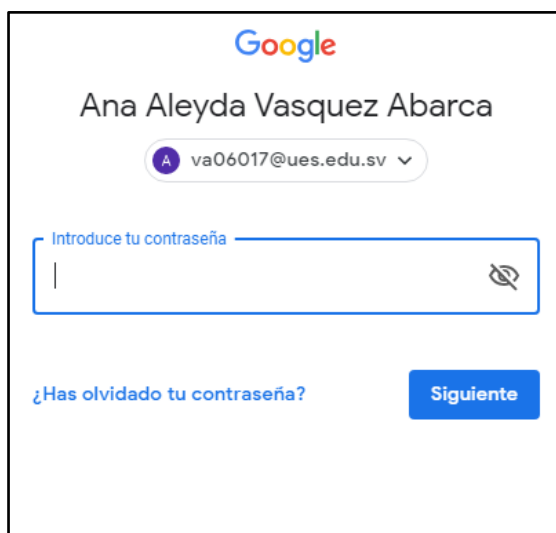 Google
Ana Aleyda Vasquez Abarca
A va06017@ues.edu.sv
Introduce tu contraseña
¿Has olvidado tu contraseña? Siguiente